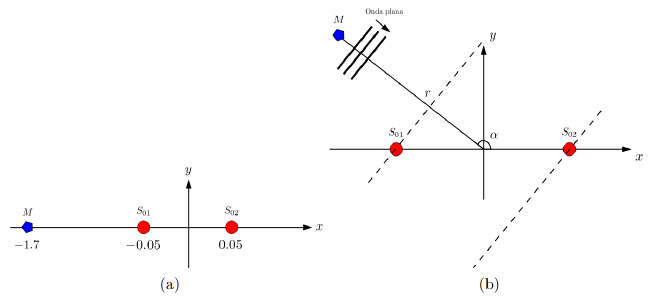 M
Onda plana
y
r
α
S₀₁
S₀₂
x
y
M
S₀₁
S₀₂
x
−1.7
−0.05
0.05
(a)
(b)